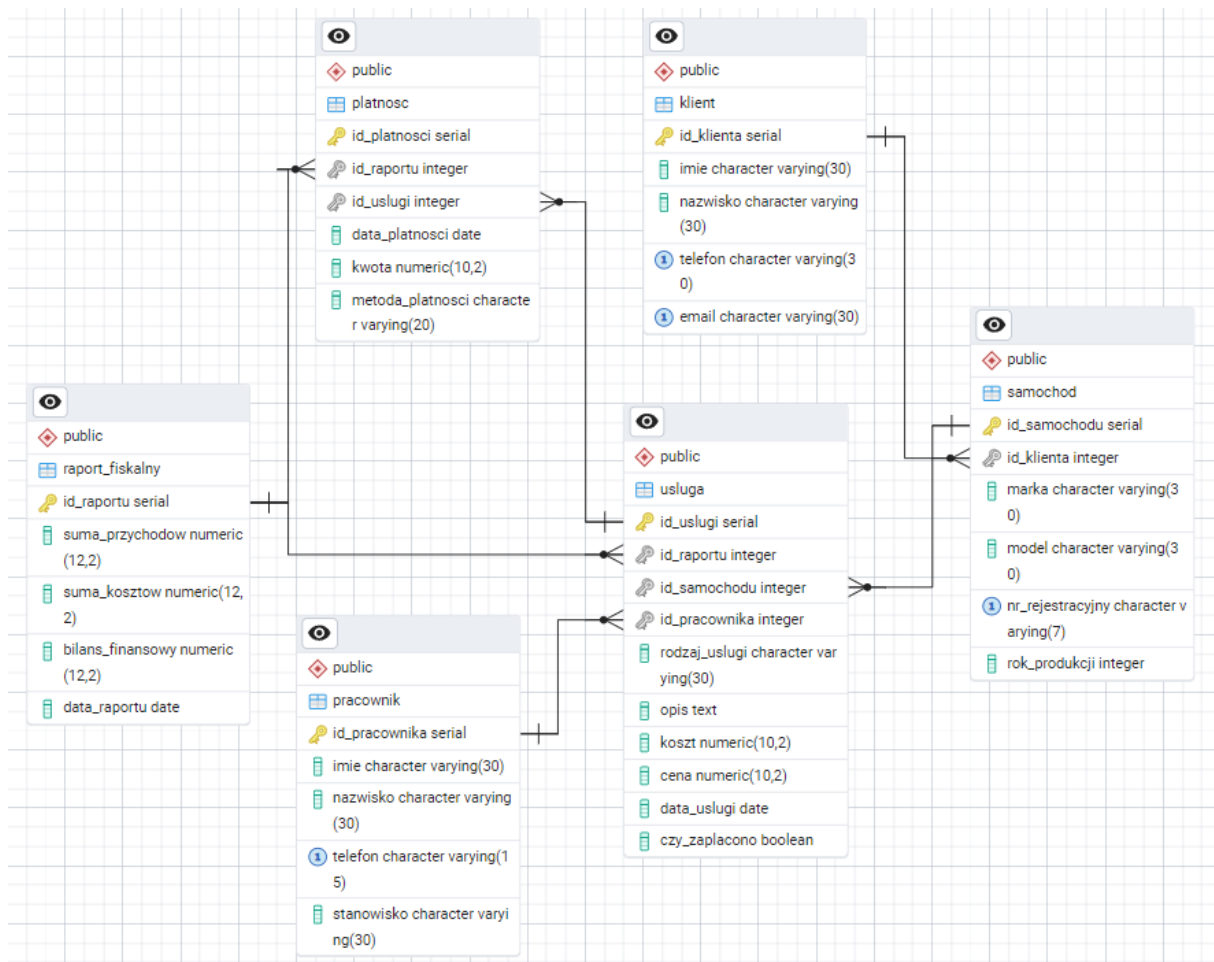 public
platnosc
id_platnosci serial
id_raportu integer
id_uslugi integer
data_platnosci date
kwota numeric(10,2)
metoda_platnosci characte
r varying(20)
public
klient
id_klienta serial
imie character varying(30)
nazwisko character varying
(30)
telefon character varying(3
0)
email character varying(30)
public
samochod
id_samochodu serial
id_klienta integer
marka character varying(3
0)
model character varying(3
0)
nr_rejestracyjny character v
arying(7)
rok_produkcji integer
public
raport_fiskalny
id_raportu serial
suma_przychodow numeric
(12,2)
suma_kosztow numeric(12,
2)
bilans_finansowy numeric
(12,2)
data_raportu date
public
usluga
id_uslugi serial
id_raportu integer
id_samochodu integer
id_pracownika integer
rodzaj_uslugi character var
ying(30)
opis text
koszt numeric(10,2)
cena numeric(10,2)
data_uslugi date
czy_zaplacono boolean
public
pracownik
id_pracownika serial
imie character varying(30)
nazwisko character varying
(30)
telefon character varying(1
5)
stanowisko character varyi
ng(30)